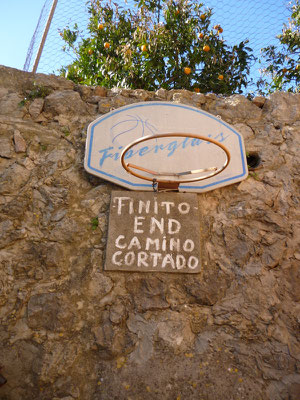 Fiberglass
FINITO
END
CAMINO
CORTADO